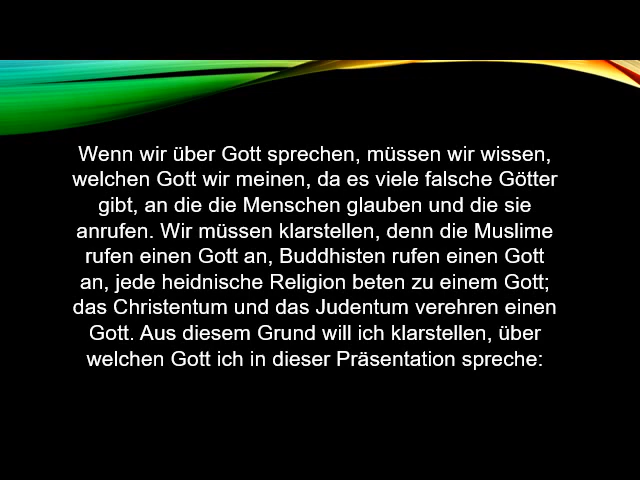 Wenn wir über Gott sprechen, müssen wir wissen,
welchen Gott wir meinen, da es viele falsche Götter
gibt, an die die Menschen glauben und die sie
anrufen. Wir müssen klarstellen, denn die Muslime
rufen einen Gott an, Buddhisten rufen einen Gott
an, jede heidnische Religion beten zu einem Gott;
das Christentum und das Judentum verehren einen
Gott. Aus diesem Grund will ich klarstellen, über
welchen Gott ich in dieser Präsentation spreche: